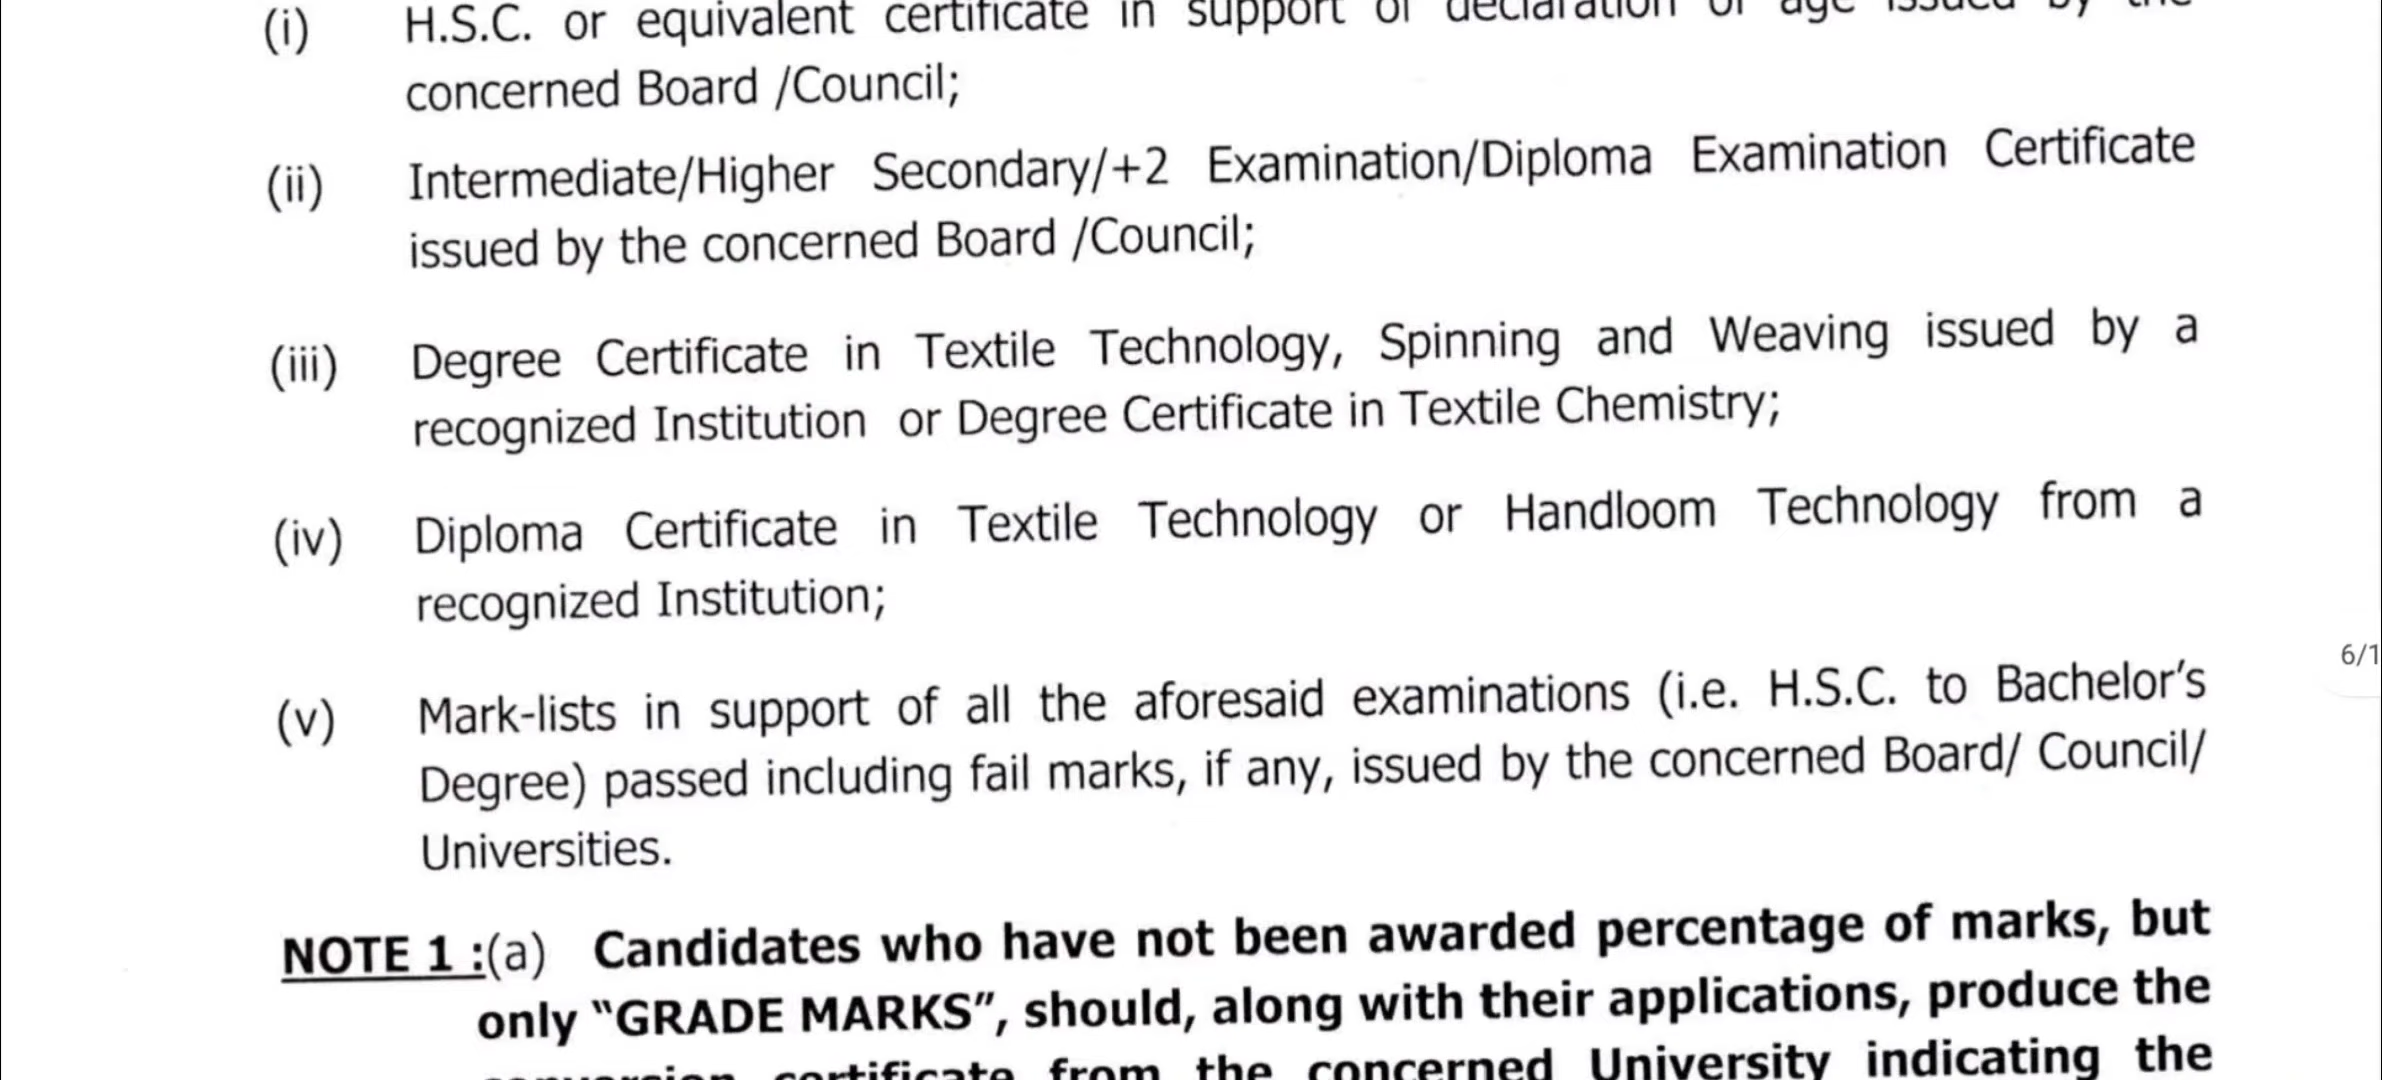 (i) H.S.C. or equivalent certificate in support of declaration of age issued by the
concerned Board /Council;
(ii) Intermediate/Higher Secondary/+2 Examination/Diploma Examination Certificate
issued by the concerned Board /Council;
(iii) Degree Certificate in Textile Technology, Spinning and Weaving issued by a
recognized Institution or Degree Certificate in Textile Chemistry;
(iv) Diploma Certificate in Textile Technology or Handloom Technology from a
recognized Institution;
6/1
(v) Mark-lists in support of all the aforesaid examinations (i.e. H.S.C. to Bachelor's
Degree) passed including fail marks, if any, issued by the concerned Board/ Council/
Universities.
NOTE 1 :(a) Candidates who have not been awarded percentage of marks, but
only “GRADE MARKS”, should, along with their applications, produce the
conversion certificate from the concerned University indicating the